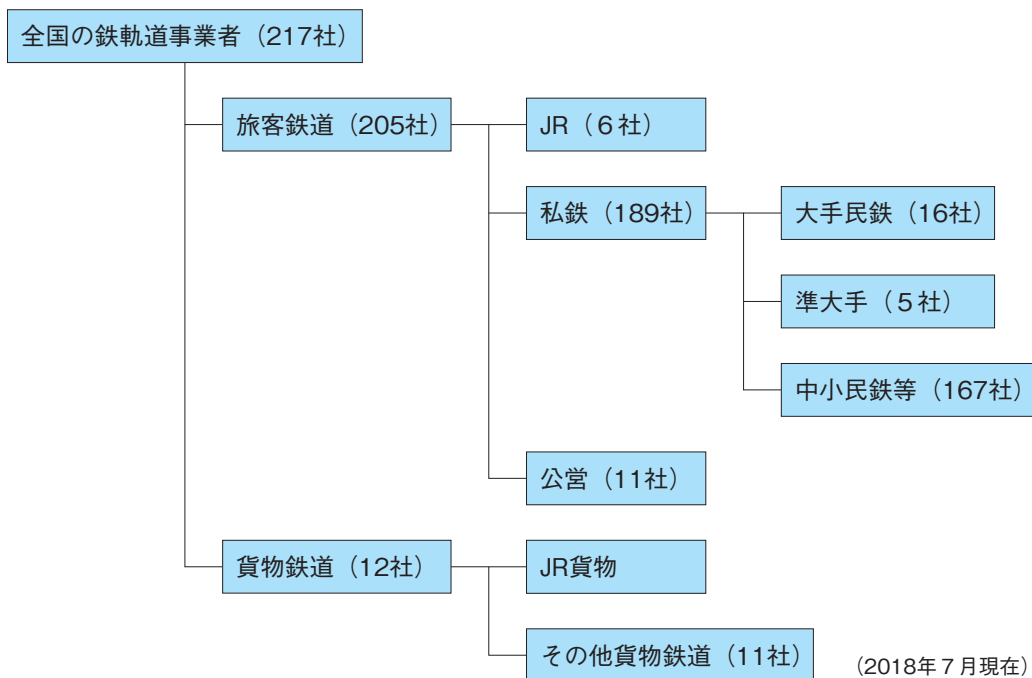 全国の鉄軌道事業者（217社）
旅客鉄道（205社）
JR（6社）
私鉄（189社）
大手民鉄（16社）
準大手（5社）
中小民鉄等（167社）
公営（11社）
貨物鉄道（12社）
JR貨物
その他貨物鉄道（11社）
（2018年7月現在）